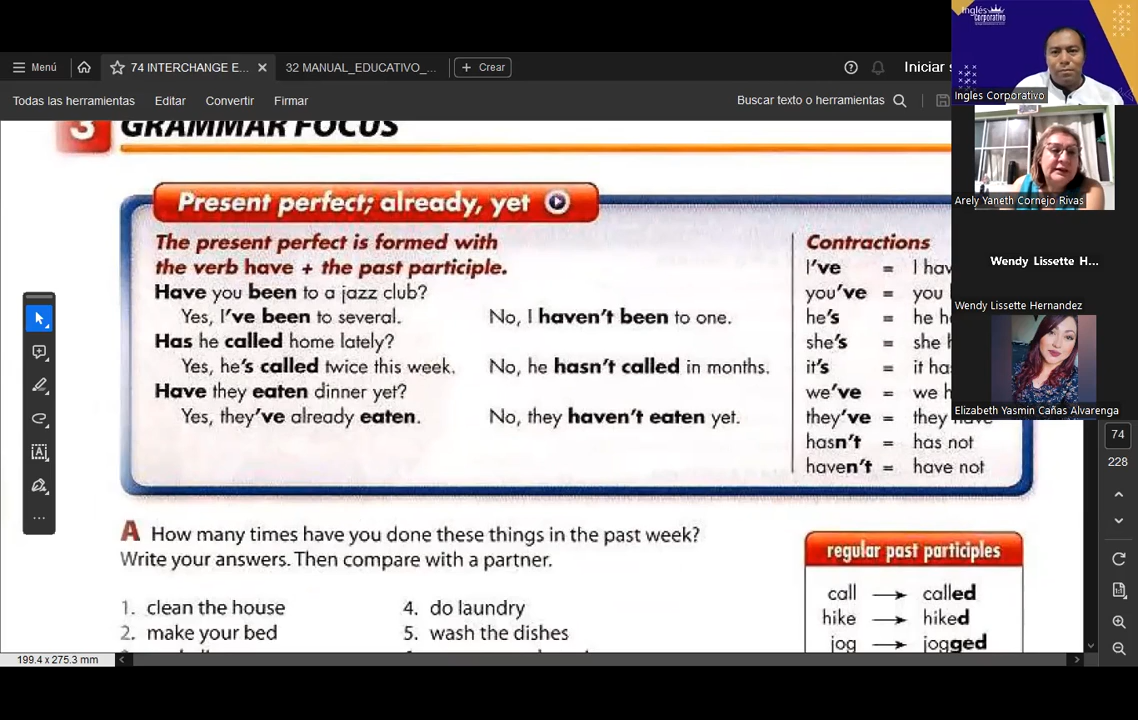 Inglés
corporativo
Menú
74 INTERCHANGE E...
32 MANUAL_EDUCATIVO_...
Crear
Iniciar
Ingles Corporativo
Todas las herramientas
Editar
Convertir
Firmar
Buscar texto o herramientas
3 GRAMMAR FOCUS
Arely Yaneth Cornejo Rivas
Present perfect; already, yet
The present perfect is formed with
the verb have + the past participle.
Have you been to a jazz club?
Yes, I've been to several.
No, I haven't been to one.
Has he called home lately?
Yes, he's called twice this week.
No, he hasn't called in months.
Have they eaten dinner yet?
Yes, they've already eaten.
No, they haven't eaten yet.
Contractions
I've = I hav
you've = you
he's = he h
she's = she h
it's = it ha
we've = we h
they've = they have
hasn't = has not
haven't = have not
Wendy Lissette H...
Wendy Lissette Hernandez
Elizabeth Yasmin Cañas Alvarenga
74
228
A How many times have you done these things in the past week?
Write your answers. Then compare with a partner.
1. clean the house
2. make your bed
4. do laundry
5. wash the dishes
regular past participles
call → called
hike → hiked
jog → jogged
199.4 x 275.3 mm